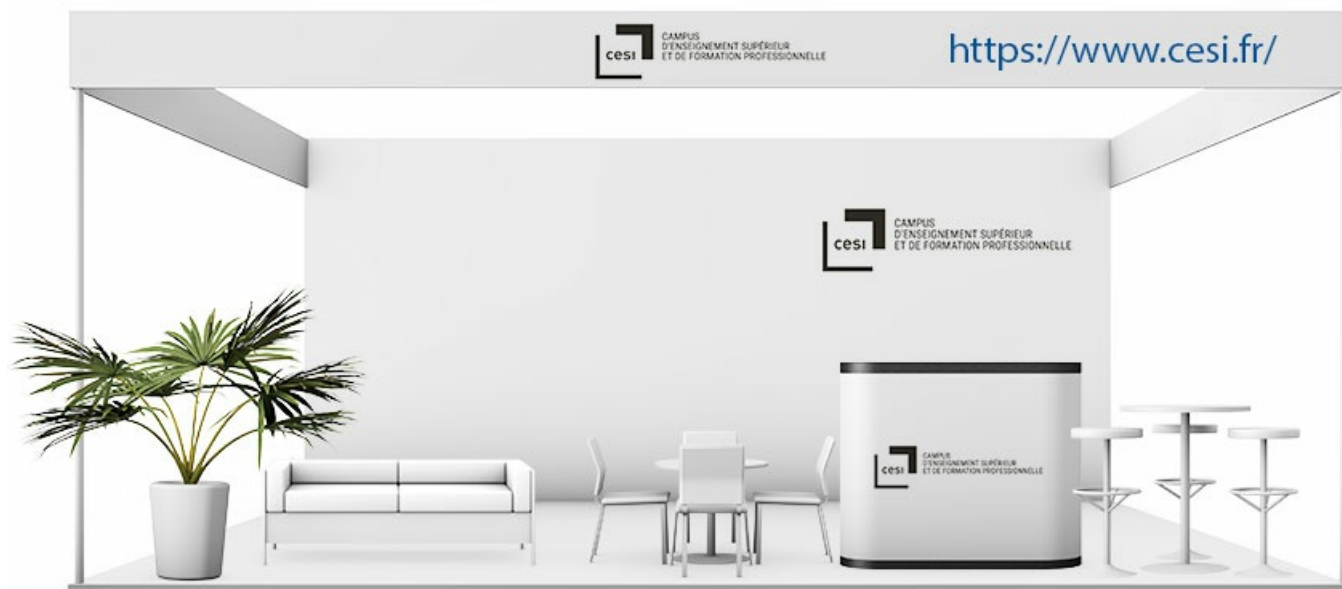 cesi
CAMPUS
D'ENSEIGNEMENT SUPÉRIEUR
ET DE FORMATION PROFESSIONNELLE
https://www.cesi.fr/
cesi
CAMPUS
D'ENSEIGNEMENT SUPÉRIEUR
ET DE FORMATION PROFESSIONNELLE
cesi
CAMPUS
D'ENSEIGNEMENT SUPÉRIEUR
ET DE FORMATION PROFESSIONNELLE